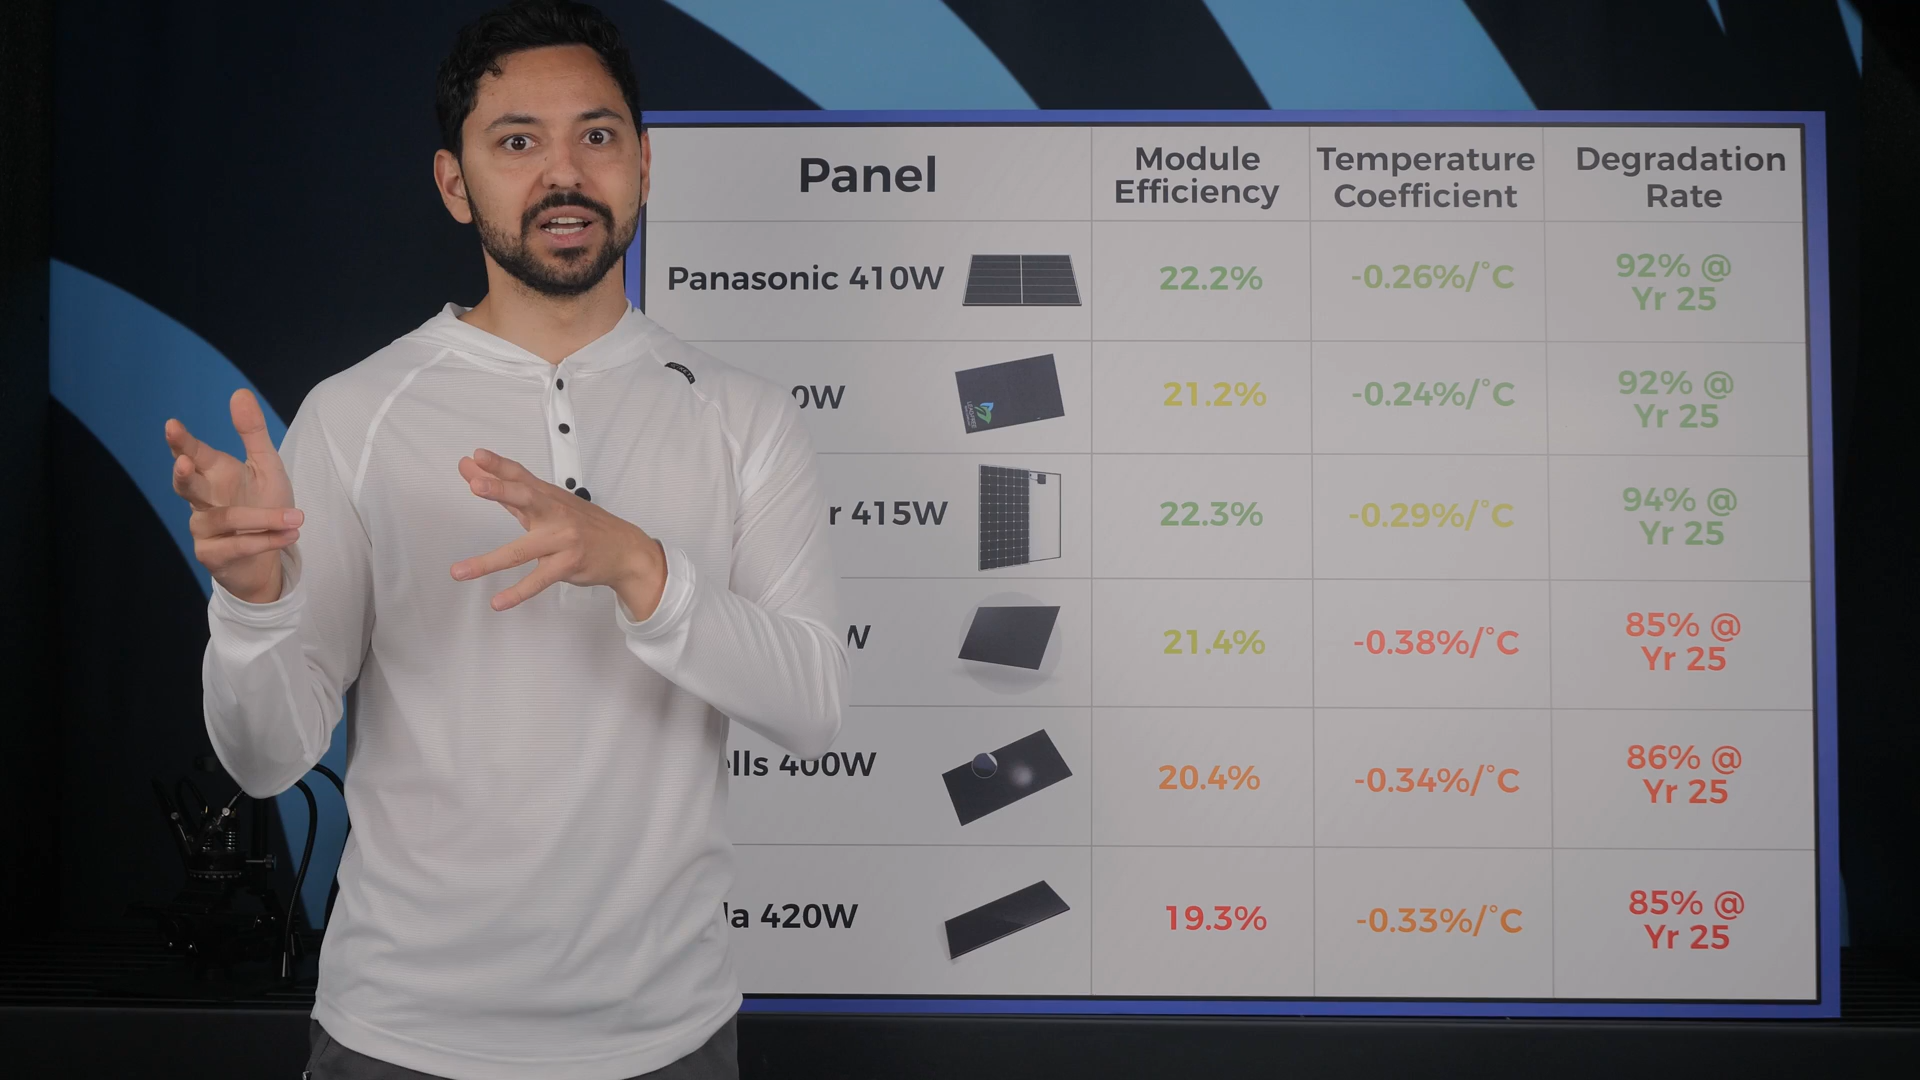 Panel
Module
Efficiency
Temperature
Coefficient
Degradation
Rate
Panasonic 410W
22.2%
-0.26%/°C
92% @
Yr 25
0W
21.2%
-0.24%/°C
92% @
Yr 25
r 415W
22.3%
-0.29%/°C
94% @
Yr 25
W
21.4%
-0.38%/°C
85% @
Yr 25
ells 400W
20.4%
-0.34%/°C
86% @
Yr 25
la 420W
19.3%
-0.33%/°C
85% @
Yr 25